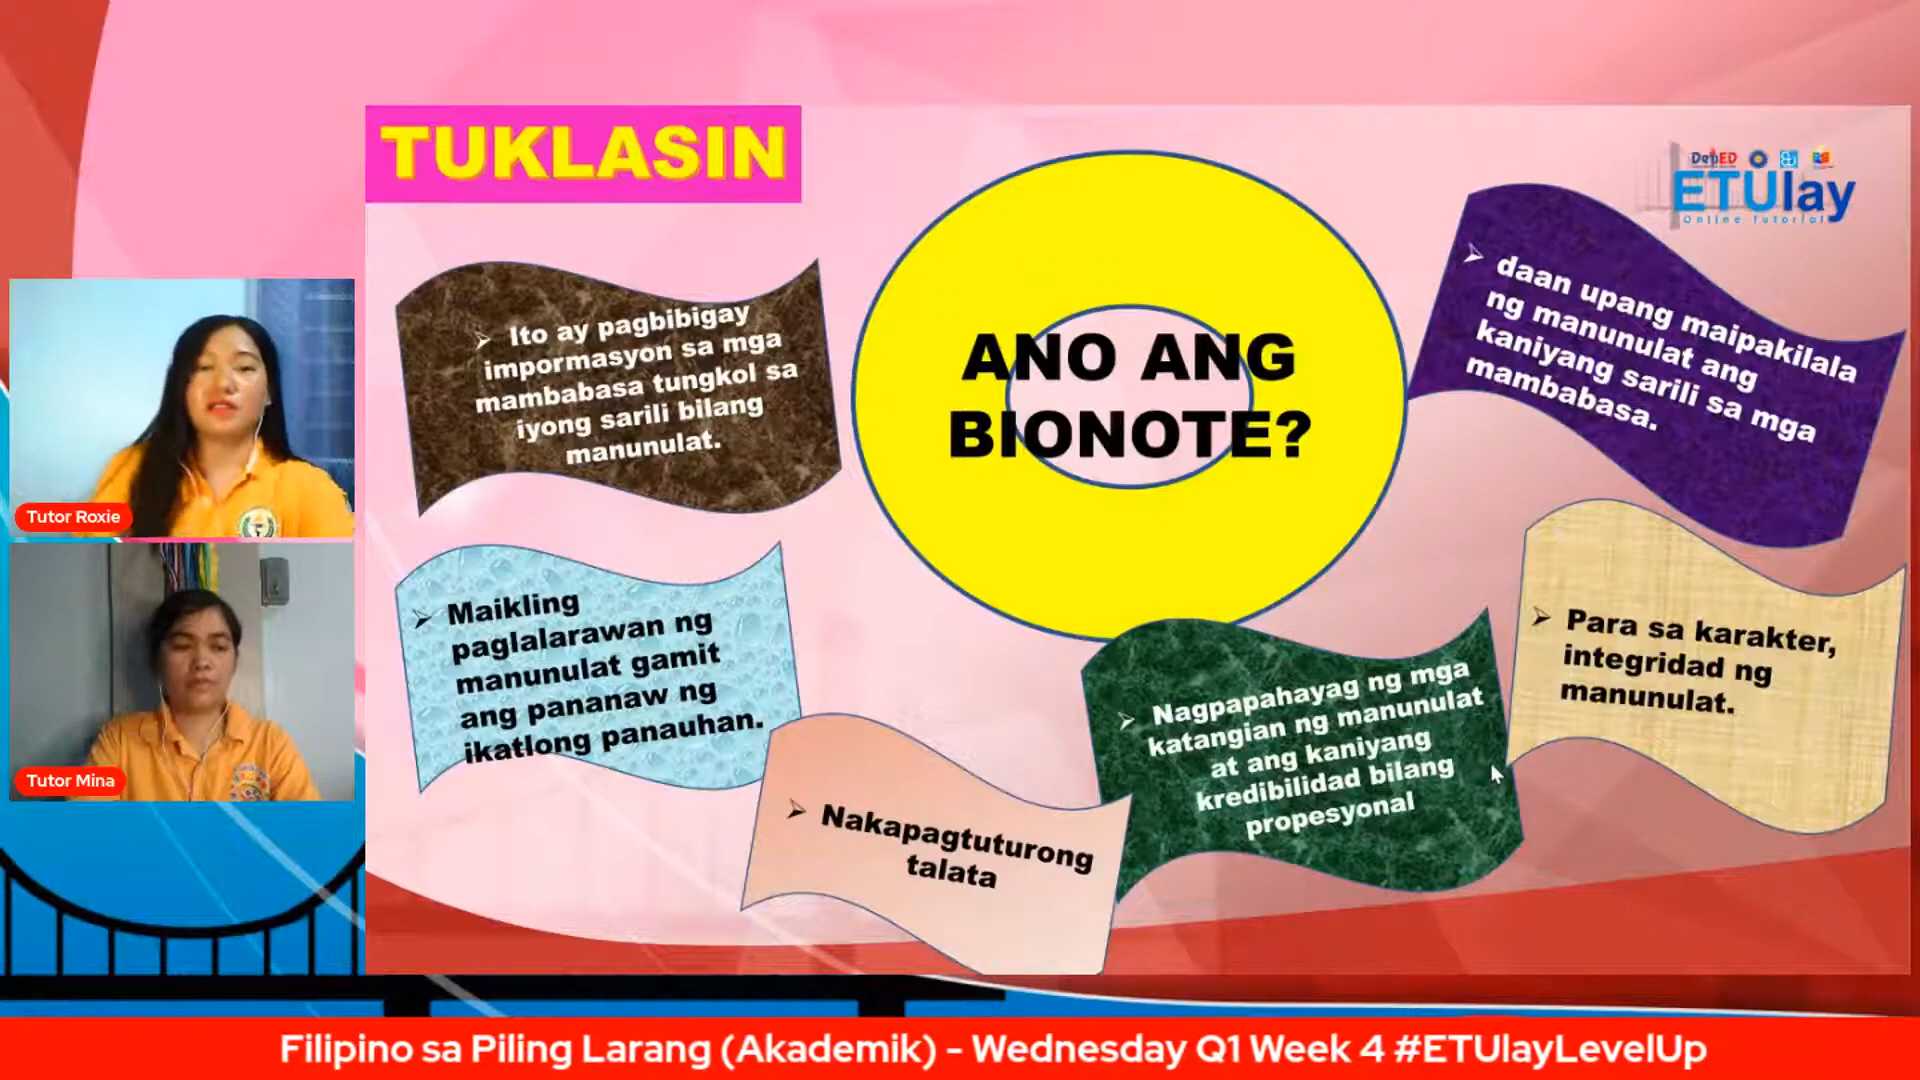 TUKLASIN
DepED
ETUlay
Online Tutorial
ANO ANG
BIONOTE?
➢ Ito ay pagbibigay
impormasyon sa mga
mambabasa tungkol sa
iyong sarili bilang
manunulat.
➢ daan upang maipakilala
ng manunulat ang
kaniyang sarili sa mga
mambabasa.
➢ Maikling
paglalarawan ng
manunulat gamit
ang pananaw ng
ikatlong panauhan.
➢ Nakapagtuturong
talata
➢ Nagpapahayag ng mga
katangian ng manunulat
at ang kaniyang
kredibilidad bilang
propesyonal
➢ Para sa karakter,
integridad ng
manunulat.
Tutor Roxie
Tutor Mina
Filipino sa Piling Larang (Akademik) - Wednesday Q1 Week 4 #ETUlayLevelUp